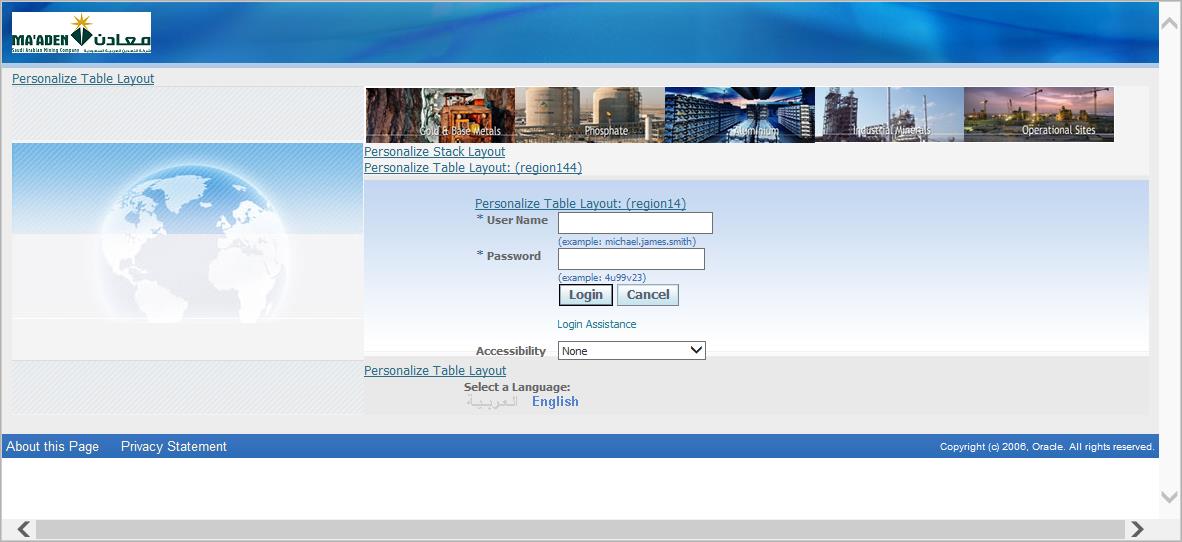 MA'ADEN معادن
Saudi Arabian Mining Company شركة التعدين العربية السعودية
Personalize Table Layout
Gold & Base Metals Phosphate Aluminium Industrial Minerals Operational Sites
Personalize Stack Layout
Personalize Table Layout: (region144)
Personalize Table Layout: (region14)
* User Name
(example: michael.james.smith)
* Password
(example: 4u99v23)
Login Cancel
Login Assistance
Accessibility None
Personalize Table Layout
Select a Language:
العربية English
About this Page Privacy Statement Copyright (c) 2006, Oracle. All rights reserved.